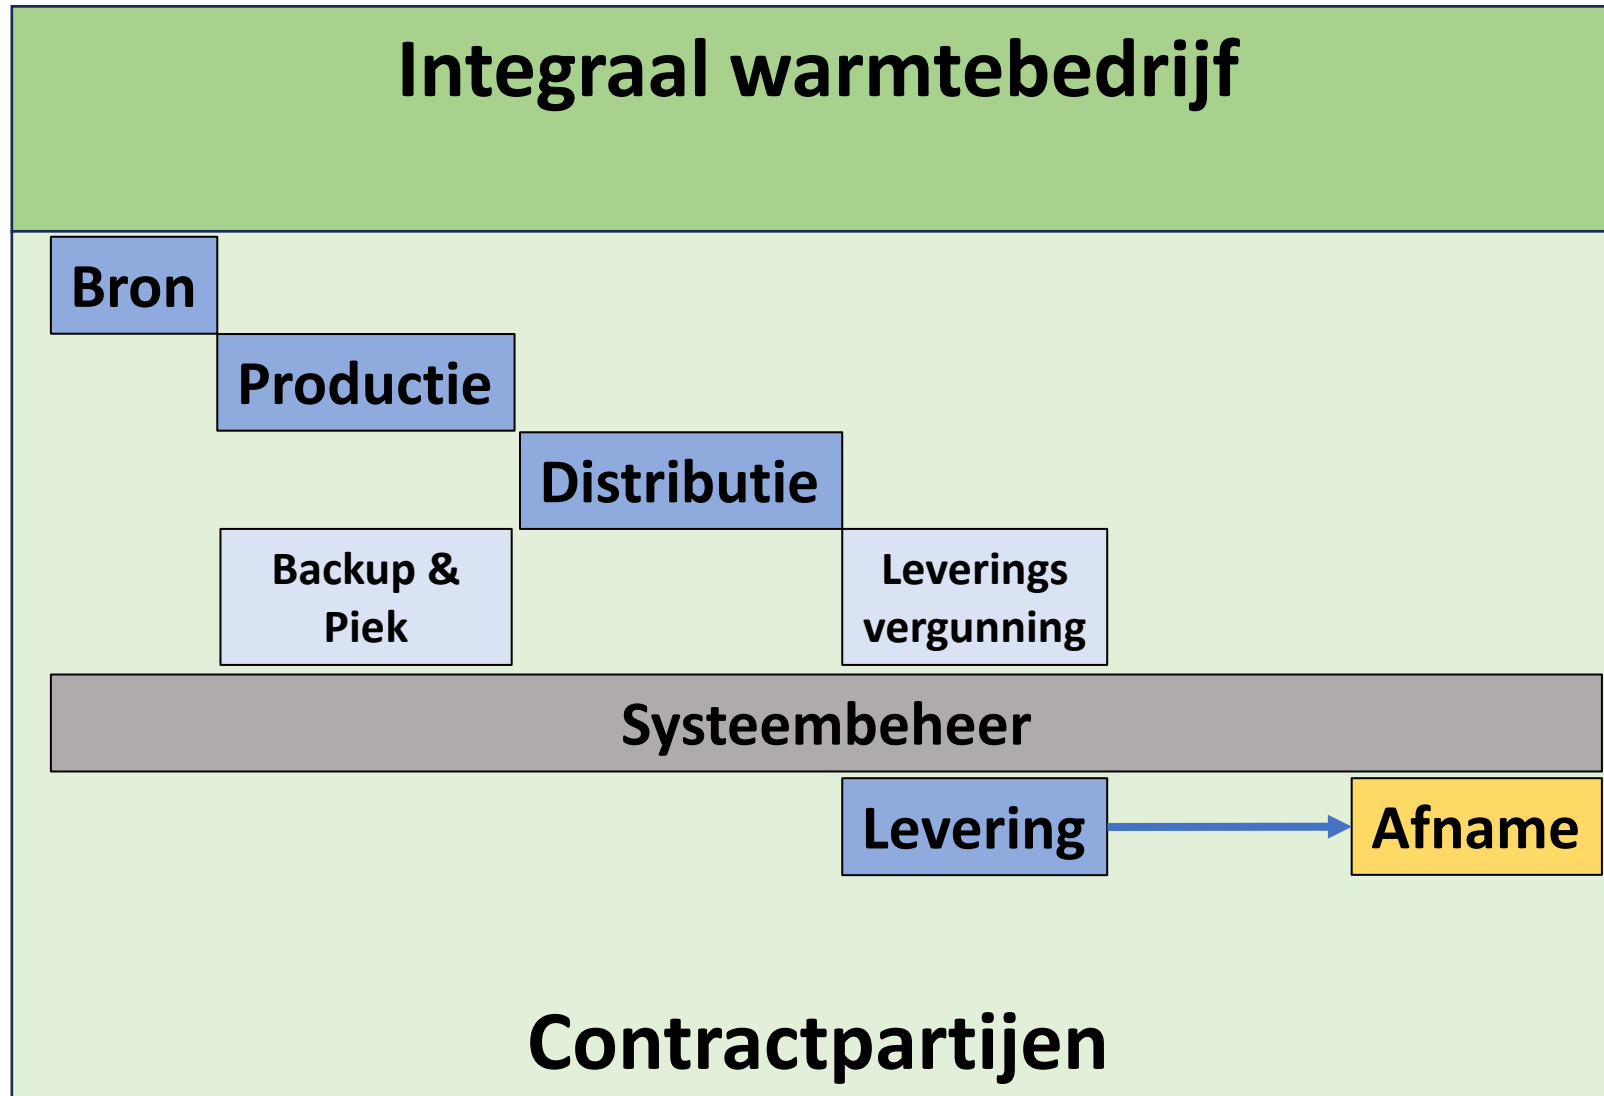 Integraal warmtebedrijf
Bron
Productie
Distributie
Backup &
Piek
Leverings
vergunning
Systeembeheer
Levering
Afname
Contractpartijen